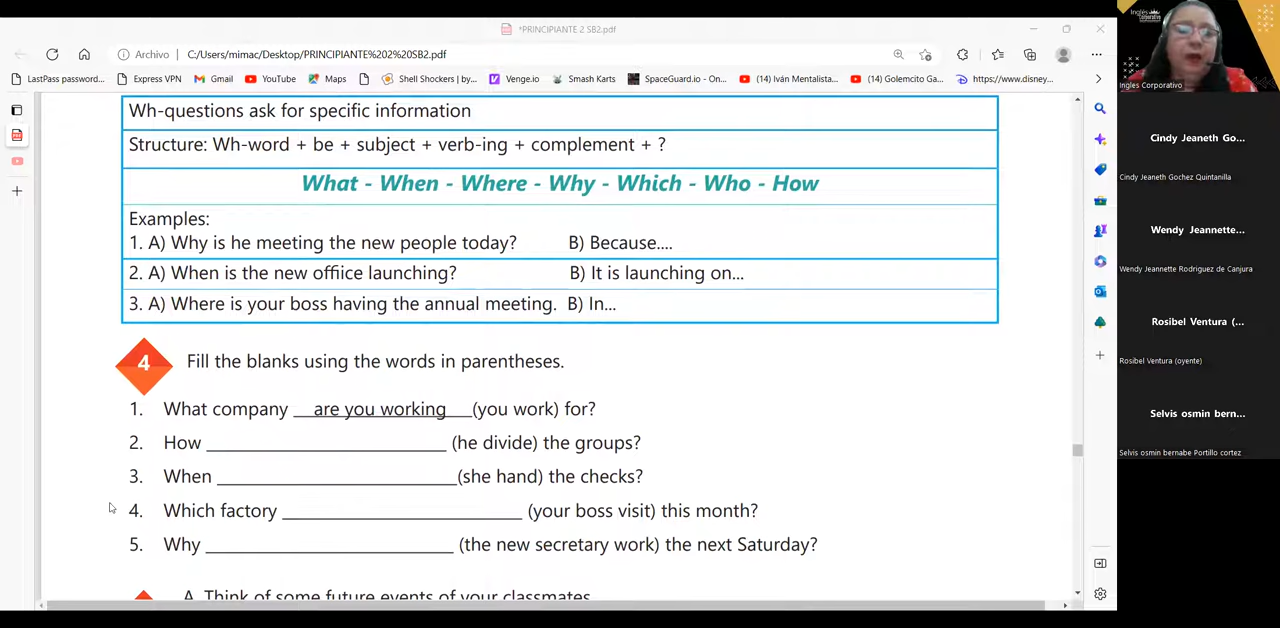 *PRINCIPIANTE 2 SB2.pdf
Archivo
C:/Users/mimac/Desktop/PRINCIPIANTE%202%20SB2.pdf
LastPass password...
Express VPN
Gmail
YouTube
Maps
Shell Shockers | by...
Venge.io
Smash Karts
SpaceGuard.io - On...
(14) Iván Mentalista...
(14) Golemcito Ga...
https://www.disney...
Wh-questions ask for specific information
Structure: Wh-word + be + subject + verb-ing + complement + ?
What - When - Where - Why - Which - Who - How
Examples:
1. A) Why is he meeting the new people today? B) Because....
2. A) When is the new office launching? B) It is launching on...
3. A) Where is your boss having the annual meeting. B) In...
4 Fill the blanks using the words in parentheses.
1. What company __are you working___(you work) for?
2. How _________________________ (he divide) the groups?
3. When _________________________(she hand) the checks?
4. Which factory _________________________ (your boss visit) this month?
5. Why __________________________ (the new secretary work) the next Saturday?
A. Think of some future events of your classmates
Inglés
Corporativo
Ingles Corporativo
Cindy Jeaneth Go...
Cindy Jeaneth Gochez Quintanilla
Wendy Jeannette...
Wendy Jeannette Rodriguez de Canjura
Rosibel Ventura (...
Rosibel Ventura (oyente)
Selvis osmin bern...
Selvis osmin bernabe Portillo cortez